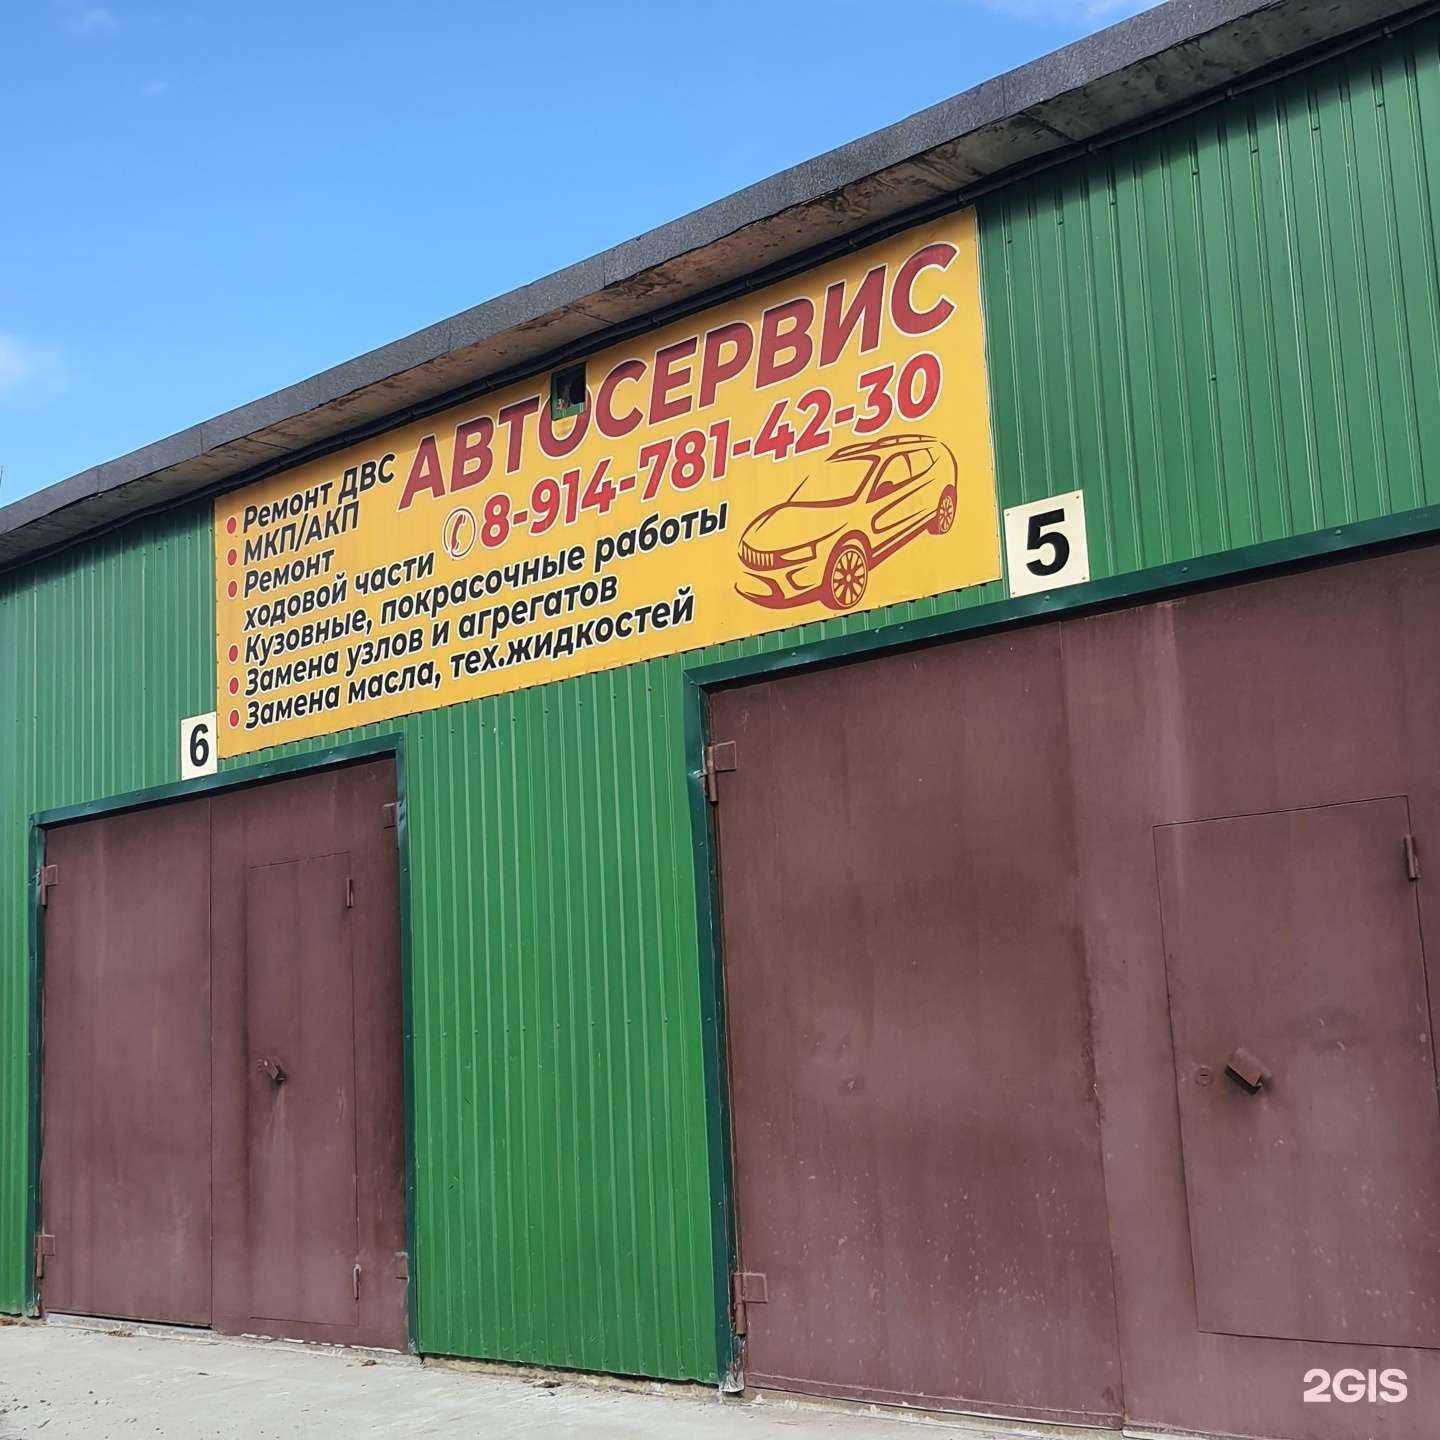 АВТОСЕРВИС
8-914-781-42-30
• Ремонт ДВС
• МКП/АКП
• Ремонт
ходовой части
• Кузовные, покрасочные работы
• Замена узлов и агрегатов
• Замена масла, тех.жидкостей
6
5
2GIS